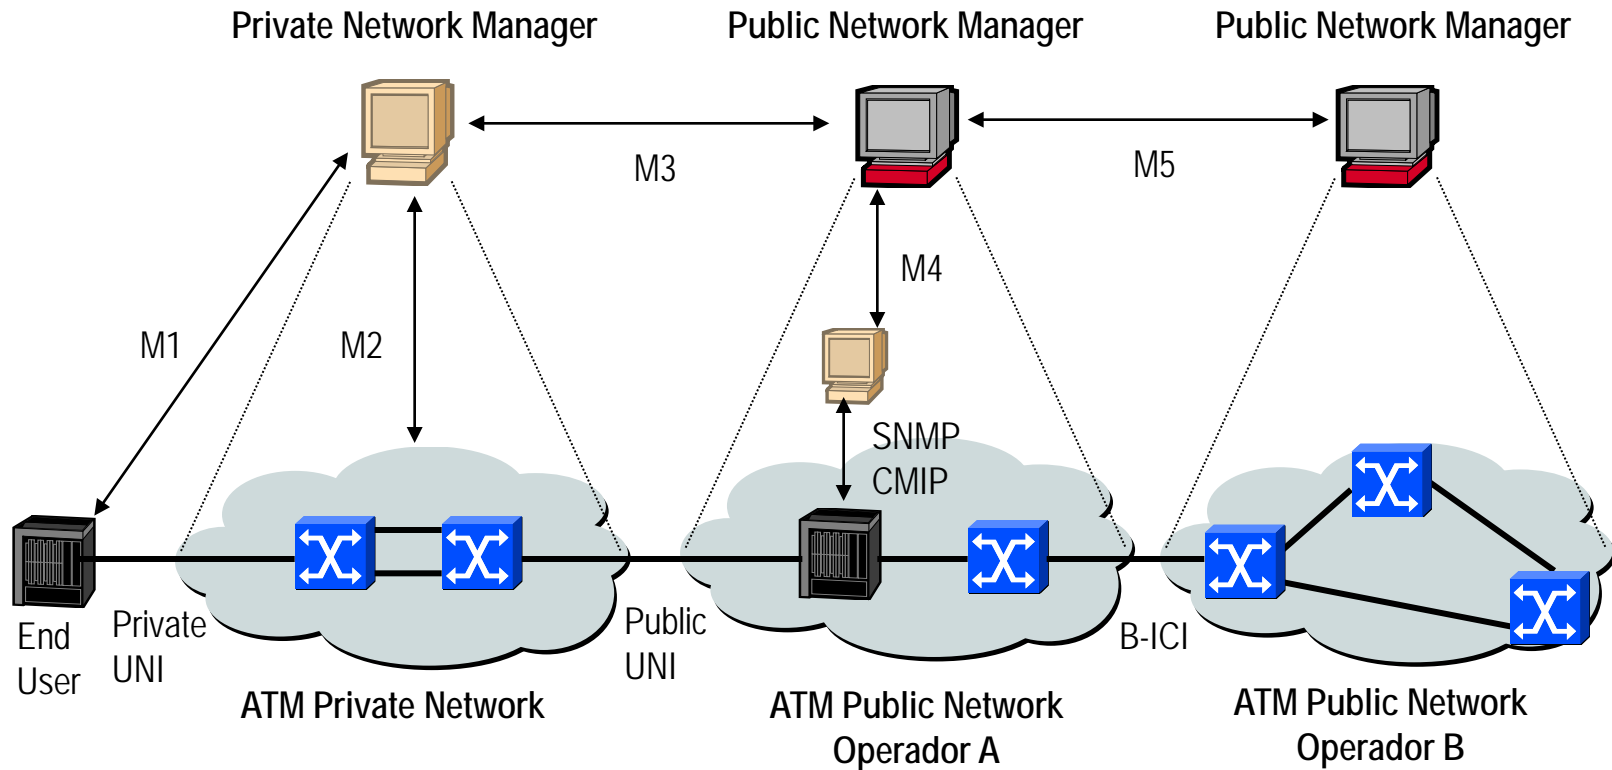 Private Network Manager
Public Network Manager
Public Network Manager
M3
M5
M4
M1
M2
SNMP
CMIP
End
User
Private
UNI
Public
UNI
B-ICI
ATM Private Network
ATM Public Network
Operador A
ATM Public Network
Operador B